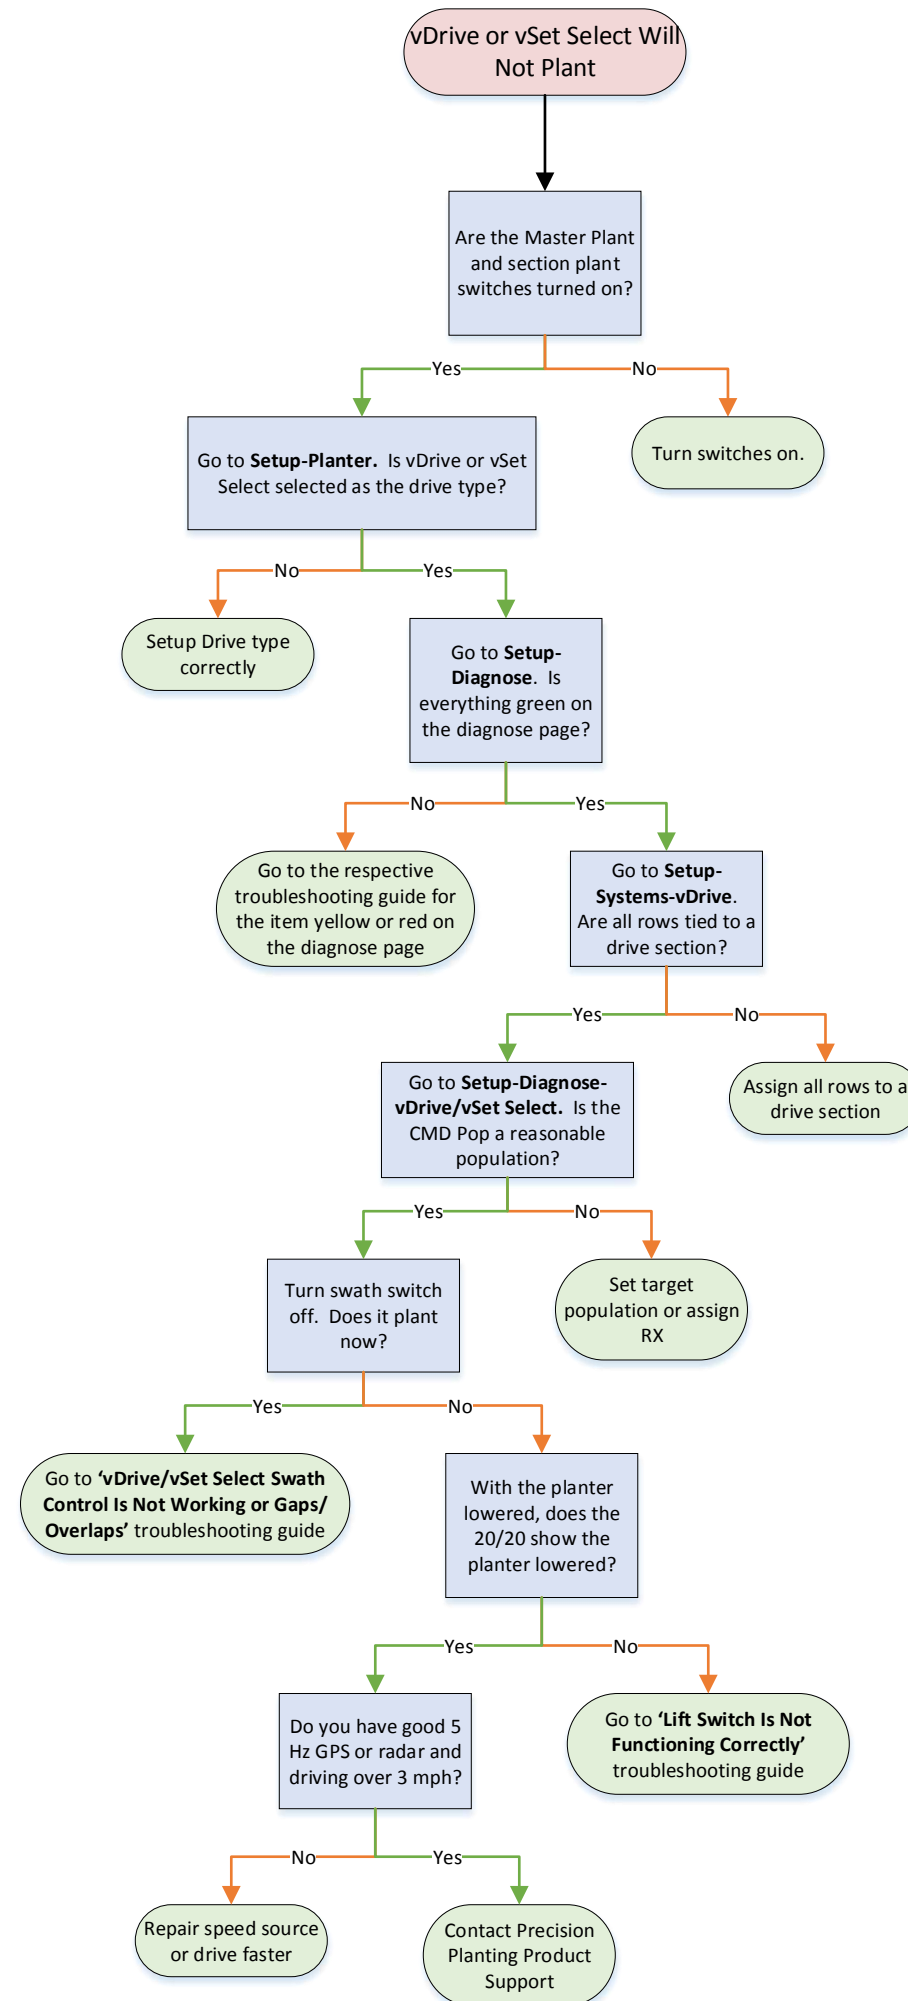 vDrive or vSet Select Will
Not Plant
Are the Master Plant
and section plant
switches turned on?
Yes
No
Go to Setup-Planter.  Is vDrive or vSet
Select selected as the drive type?
Turn switches on.
No
Yes
Setup Drive type
correctly
Go to Setup-
Diagnose.  Is
everything green on
the diagnose page?
No
Yes
Go to the respective
troubleshooting guide for
the item yellow or red on
the diagnose page
Go to Setup-
Systems-vDrive.
Are all rows tied to a
drive section?
Yes
No
Go to Setup-Diagnose-
vDrive/vSet Select.  Is the
CMD Pop a reasonable
population?
Assign all rows to a
drive section
Yes
No
Turn swath switch
off.  Does it plant
now?
Set target
population or assign
RX
Yes
No
Go to ‘vDrive/vSet Select Swath
Control Is Not Working or Gaps/
Overlaps’ troubleshooting guide
With the planter
lowered, does the
20/20 show the
planter lowered?
Yes
No
Do you have good 5
Hz GPS or radar and
driving over 3 mph?
Go to ‘Lift Switch Is Not
Functioning Correctly’
troubleshooting guide
No
Yes
Repair speed source
or drive faster
Contact Precision
Planting Product
Support